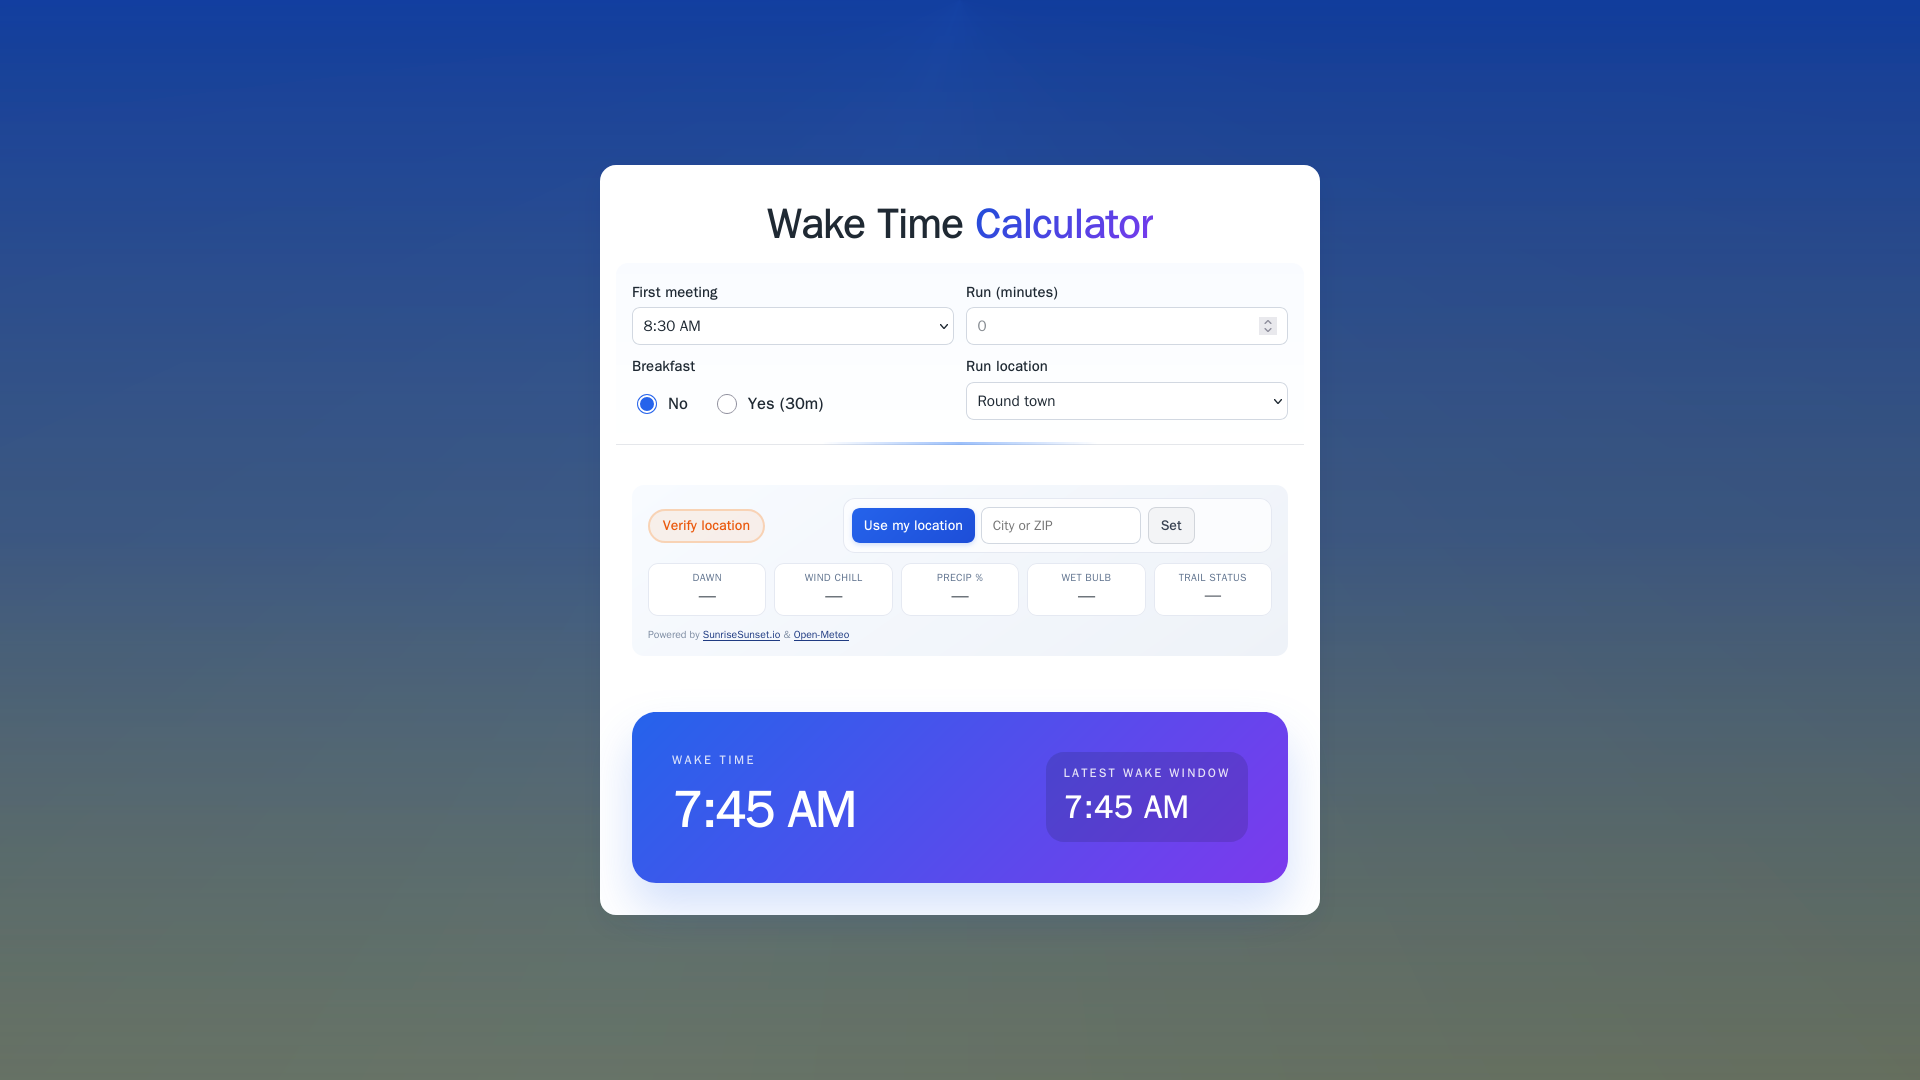 Wake Time Calculator
First meeting
8:30 AM
Run (minutes)
0
Breakfast
No Yes (30m)
Run location
Round town
Verify location
Use my location
City or ZIP
Set
DAWN
—
WIND CHILL
—
PRECIP %
—
WET BULB
—
TRAIL STATUS
—
Powered by SunriseSunset.io & Open-Meteo
WAKE TIME
7:45 AM
LATEST WAKE WINDOW
7:45 AM